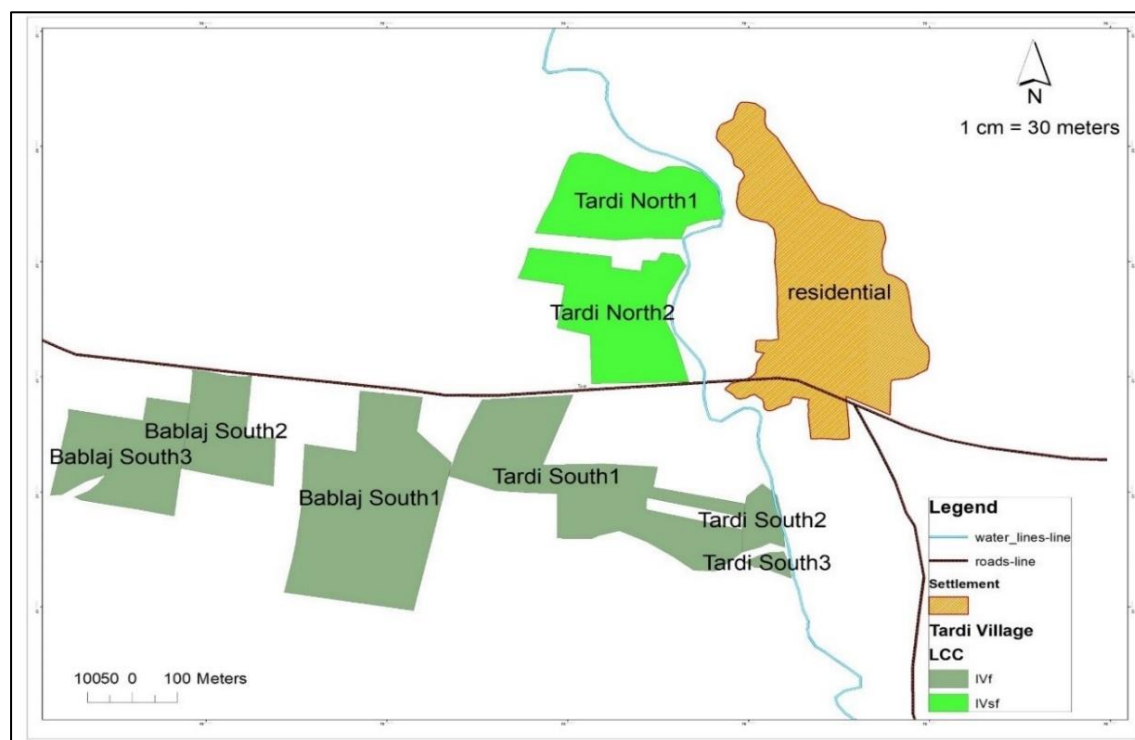 N
1 cm = 30 meters
Tardi North1
residential
Tardi North2
Bablaj South2
Bablaj South3
Tardi South1
Bablaj South1
Tardi South2
Tardi South3
Legend
water_lines-line
roads-line
Settlement
Tardi Village
LCC
IVf
IVsf
10050 0 100 Meters